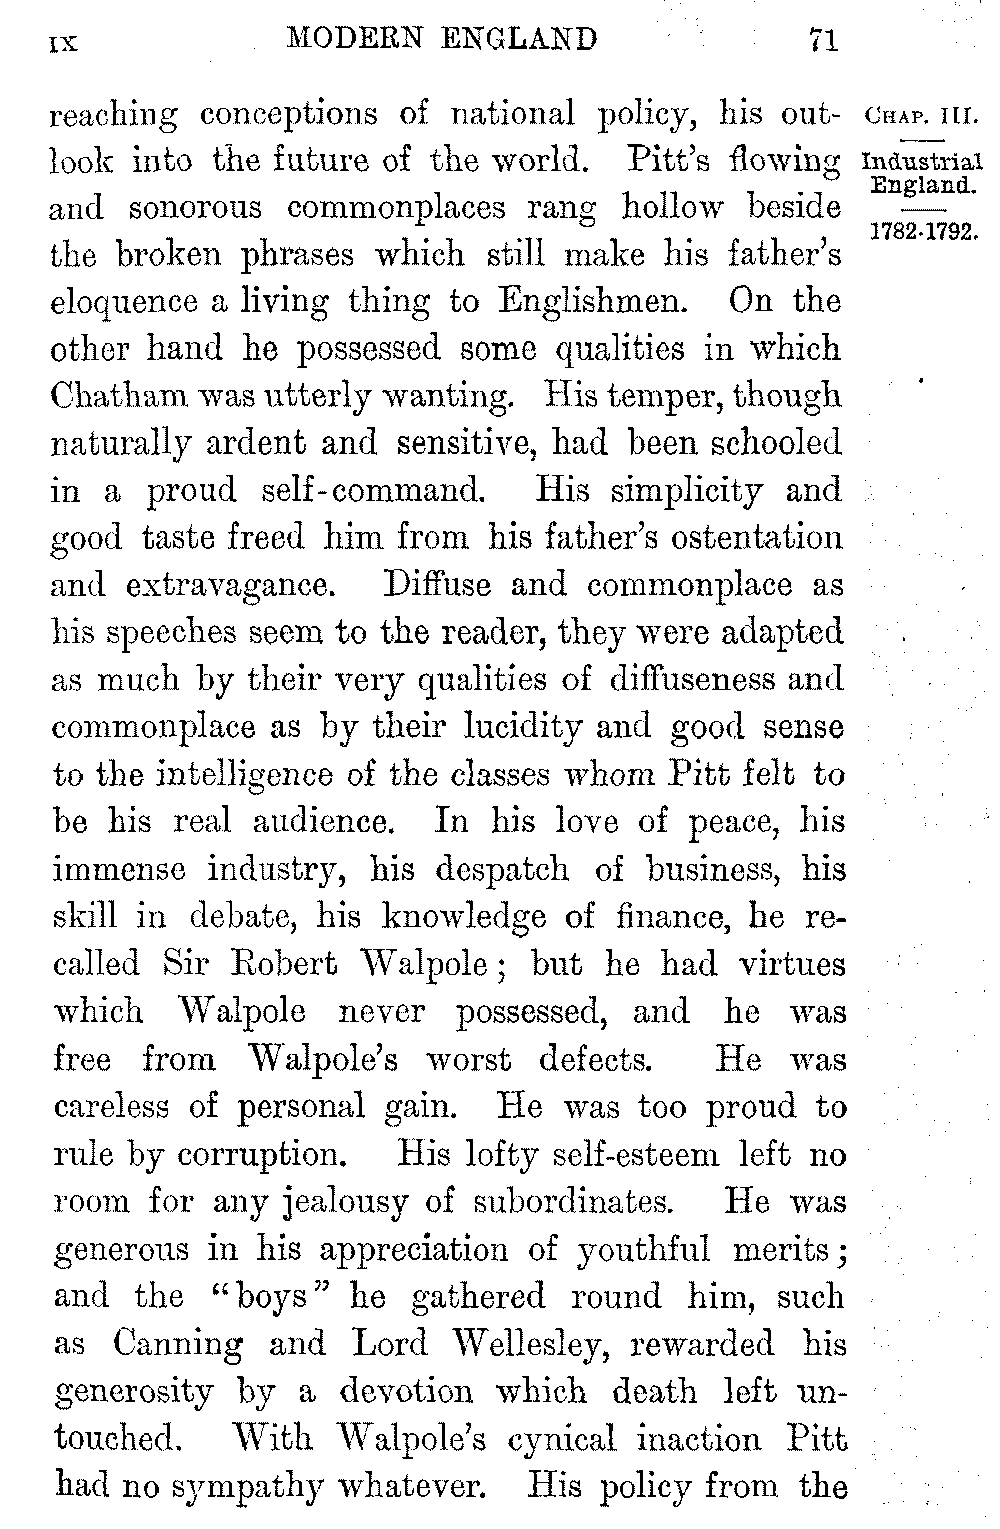 IX MODERN ENGLAND 71
reaching conceptions of national policy, his out-
look into the future of the world. Pitt's flowing
and sonorous commonplaces rang hollow beside
the broken phrases which still make his father's
eloquence a living thing to Englishmen. On the
other hand he possessed some qualities in which
Chatham was utterly wanting. His temper, though
naturally ardent and sensitive, had been schooled
in a proud self-command. His simplicity and
good taste freed him from his father's ostentation
and extravagance. Diffuse and commonplace as
his speeches seem to the reader, they were adapted
as much by their very qualities of diffuseness and
commonplace as by their lucidity and good sense
to the intelligence of the classes whom Pitt felt to
be his real audience. In his love of peace, his
immense industry, his despatch of business, his
skill in debate, his knowledge of finance, he re-
called Sir Robert Walpole; but he had virtues
which Walpole never possessed, and he was
free from Walpole's worst defects. He was
careless of personal gain. He was too proud to
rule by corruption. His lofty self-esteem left no
room for any jealousy of subordinates. He was
generous in his appreciation of youthful merits;
and the "boys" he gathered round him, such
as Canning and Lord Wellesley, rewarded his
generosity by a devotion which death left un-
touched. With Walpole's cynical inaction Pitt
had no sympathy whatever. His policy from the
CHAP. III.
Industrial
England.
1782-1792.